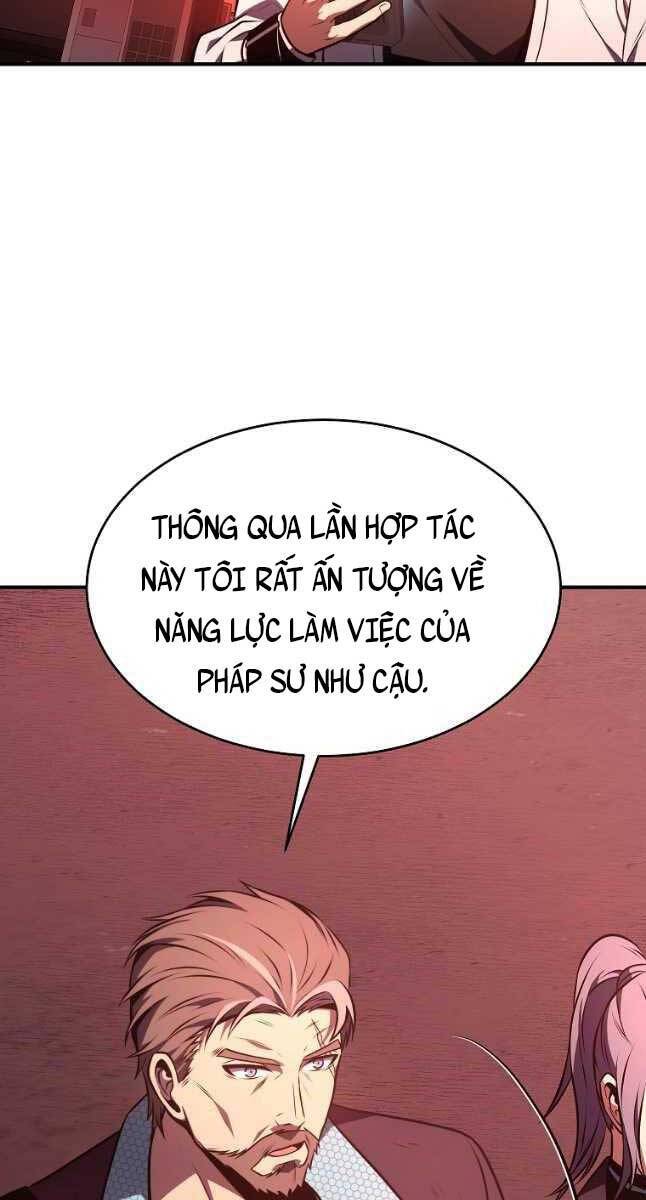 THÔNG QUA LẦN HỢP TÁC
NÀY TÔI RẤT ẤN TƯỢNG VỀ
NĂNG LỰC LÀM VIỆC CỦA
PHÁP SƯ NHƯ CẬU.